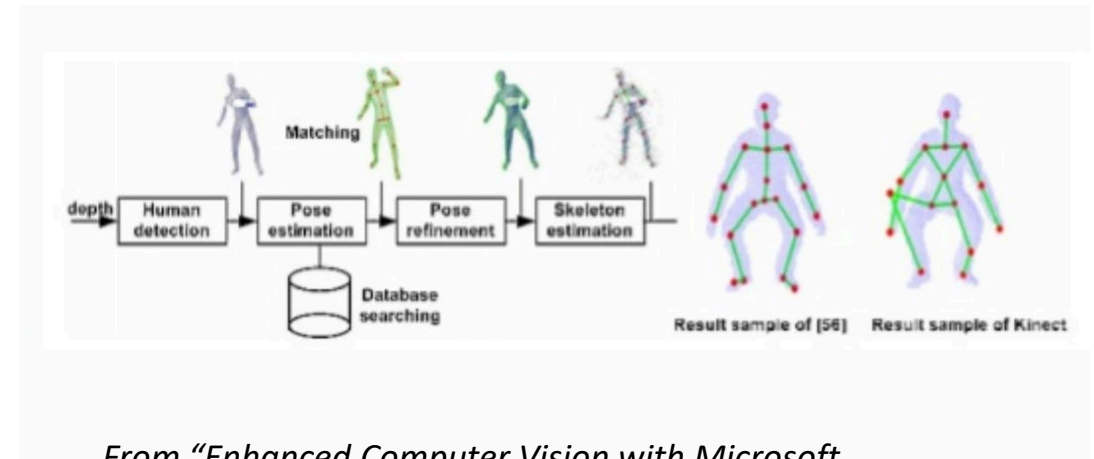 Matching
depth
Human
detection
Pose
estimation
Pose
refinement
Skeleton
estimation
Database
searching
Result sample of [56]
Result sample of Kinect
From “Enhanced Computer Vision with Microsoft